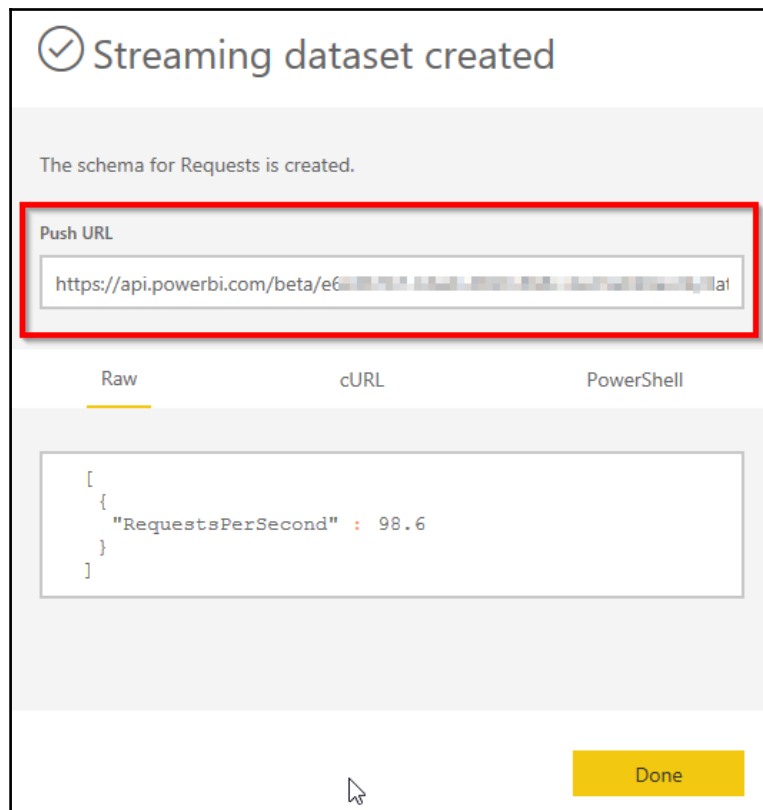 Streaming dataset created
The schema for Requests is created.
Push URL
https://api.powerbi.com/beta/e6
Raw cURL PowerShell
[
{
"RequestsPerSecond" : 98.6
}
]
Done